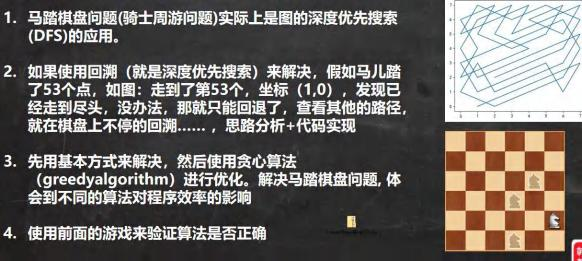 1. 马踏棋盘问题(骑士周游问题)实际上是图的深度优先搜索
(DFS)的应用。
2. 如果使用回溯（就是深度优先搜索）来解决，假如马儿踏
了53个点，如图：走到了第53个，坐标（1,0），发现已
经走到尽头，没办法，那就只能回退了，查看其他的路径，
就在棋盘上不停的回溯…… ，思路分析+代码实现
3. 先用基本方式来解决，然后使用贪心算法
（greedyalgorithm）进行优化。解决马踏棋盘问题, 体
会到不同的算法对程序效率的影响
4. 使用前面的游戏来验证算法是否正确